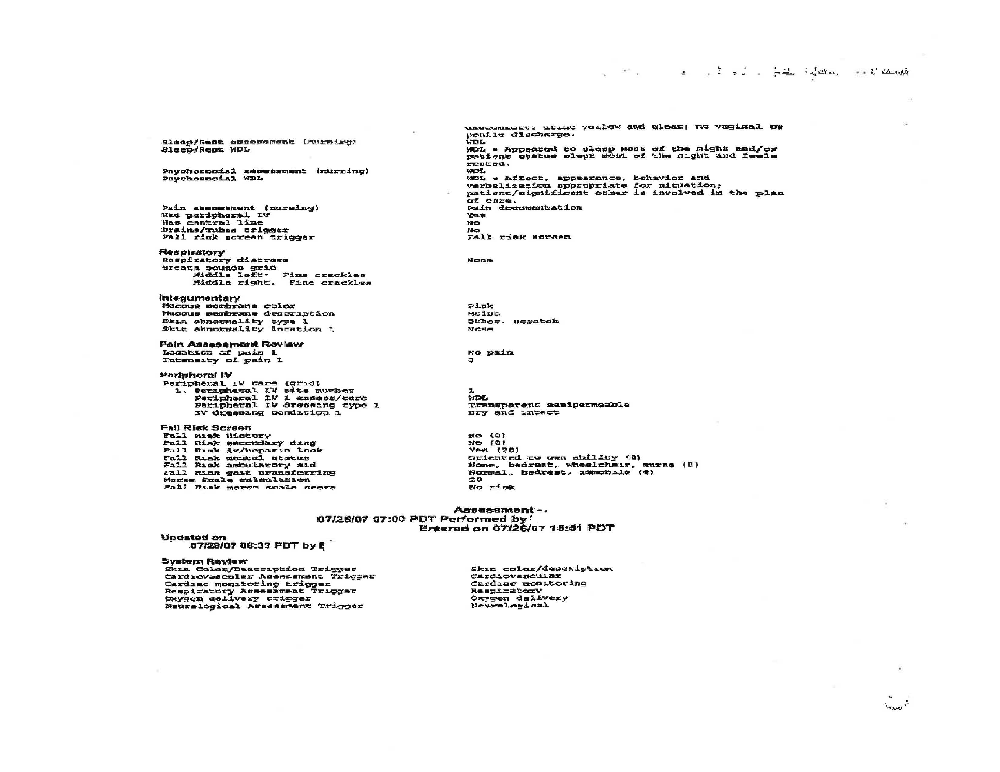 urine yellow and clear; no vaginal or
penile discharge.
Sleep/Rest assessment (nursing) WDL
Sleep/Rest WDL WDL = Appeared to sleep most of the night and/or
patient states slept most of the night and feels
rested.
Psychosocial assessment (nursing) WDL
Psychosocial WDL WDL = Affect, appearance, behavior and
verbalization appropriate for situation;
patient/significant other is involved in the plan
of care.
Pain assessment (nursing) Pain documentation
Has peripheral IV Yes
Has central line No
Drains/Tubes trigger No
Fall risk screen trigger Fall risk screen
Respiratory
Respiratory distress None
Breath sounds grid
Middle left: Fine crackles
Middle right: Fine crackles
Integumentary
Mucous membrane color Pink
Mucous membrane description Moist
Skin abnormality type 1 Other: scratch
Skin abnormality location 1
Pain Assessment Review
Location of pain 1 No pain
Intensity of pain 1 0
Peripheral IV
Peripheral IV care (grid)
1. Peripheral IV site number 1
Peripheral IV 1 assess/care WDL
Peripheral IV dressing type 1 Transparent semipermeable
IV dressing condition 1 Dry and intact
Fall Risk Screen
Fall Risk History No (0)
Fall Risk secondary diag No (0)
Fall Risk iv/heparin lock Yes (20)
Fall Risk mental status Oriented to own ability (0)
Fall Risk ambulatory aid None, bedrest, wheelchair, nurse (0)
Fall Risk gait transferring Normal, bedrest, immobile (0)
Morse Scale calculation 20
Fall Risk morse scale score No risk
Assessment -
07/26/07 07:00 PDT Performed by
Entered on 07/26/07 15:51 PDT
Updated on
07/28/07 06:33 PDT by
System Review
Skin Color/Description Trigger Skin color/description
Cardiovascular Assessment Trigger Cardiovascular
Cardiac monitoring trigger Cardiac monitoring
Respiratory Assessment Trigger Respiratory
Oxygen delivery trigger Oxygen delivery
Neurological Assessment Trigger Neurological